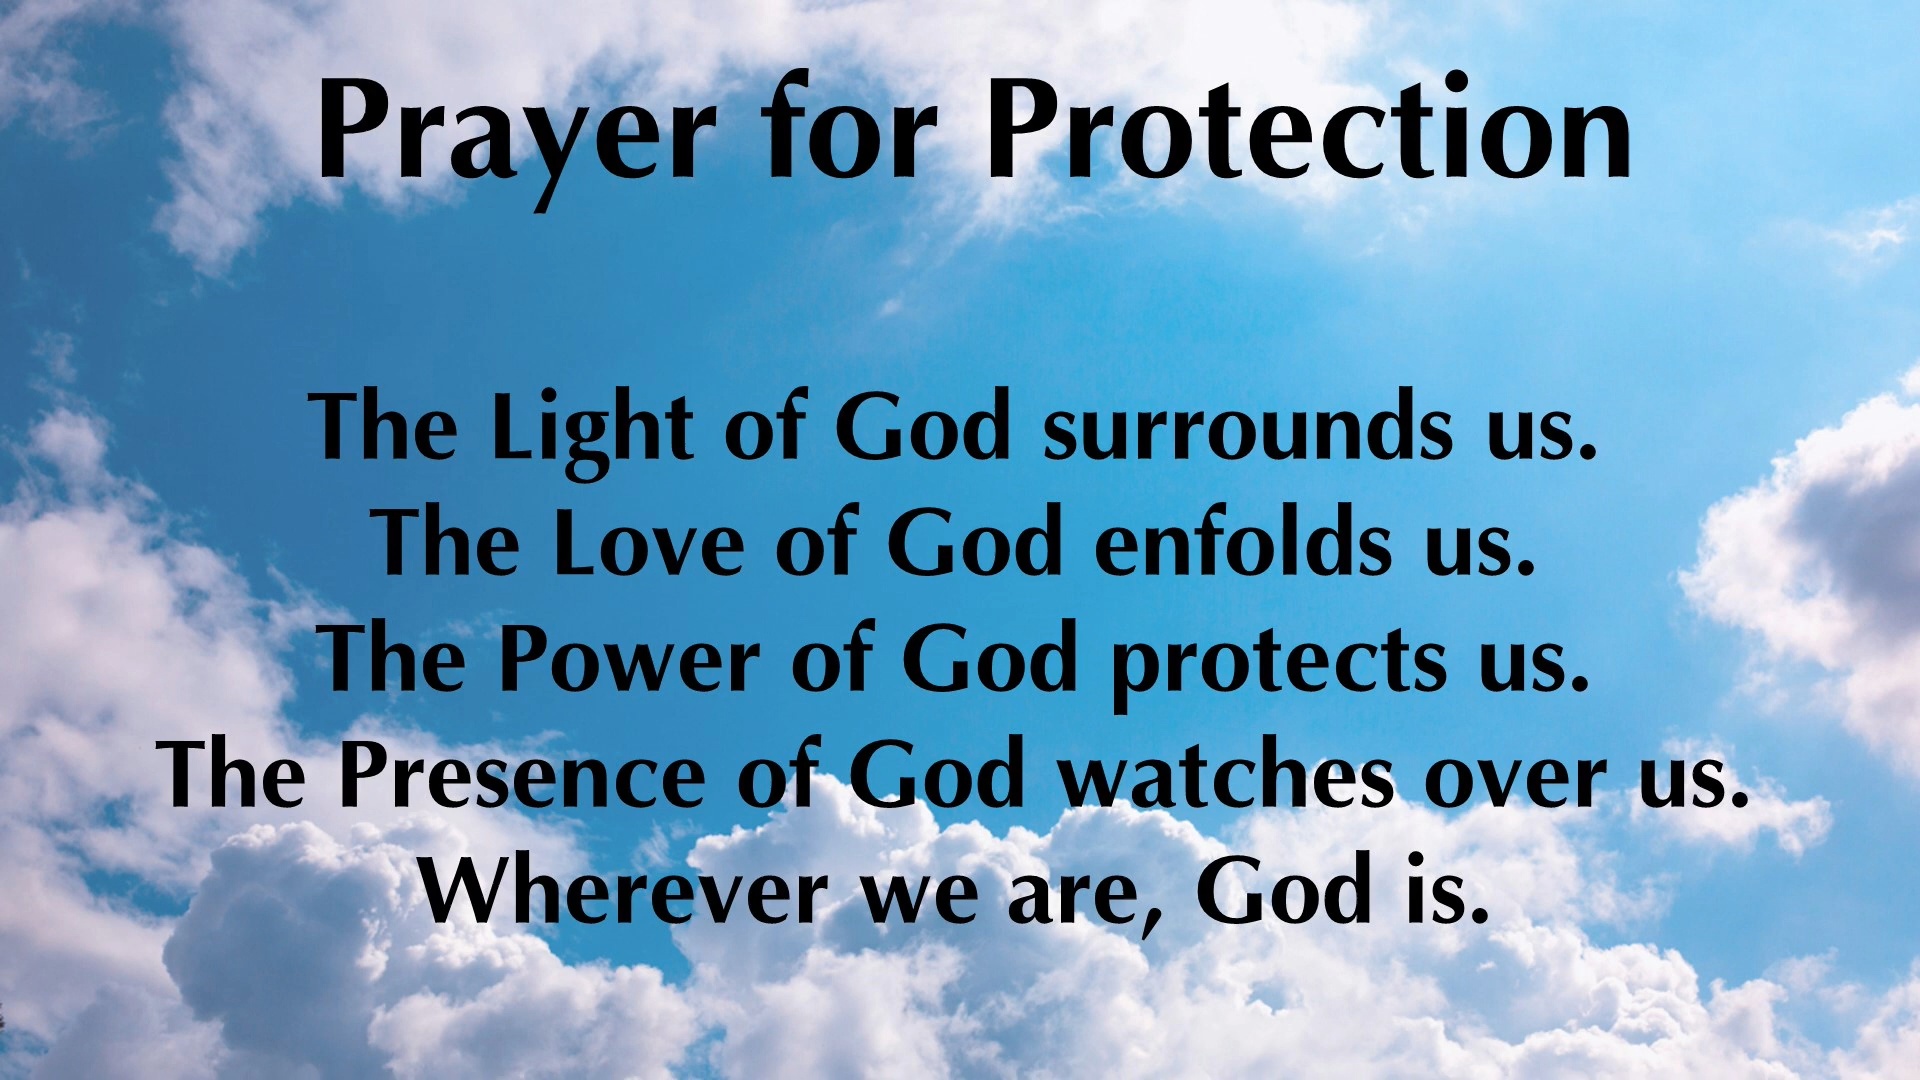 Prayer for Protection
The Light of God surrounds us.
The Love of God enfolds us.
The Power of God protects us.
The Presence of God watches over us.
Wherever we are, God is.